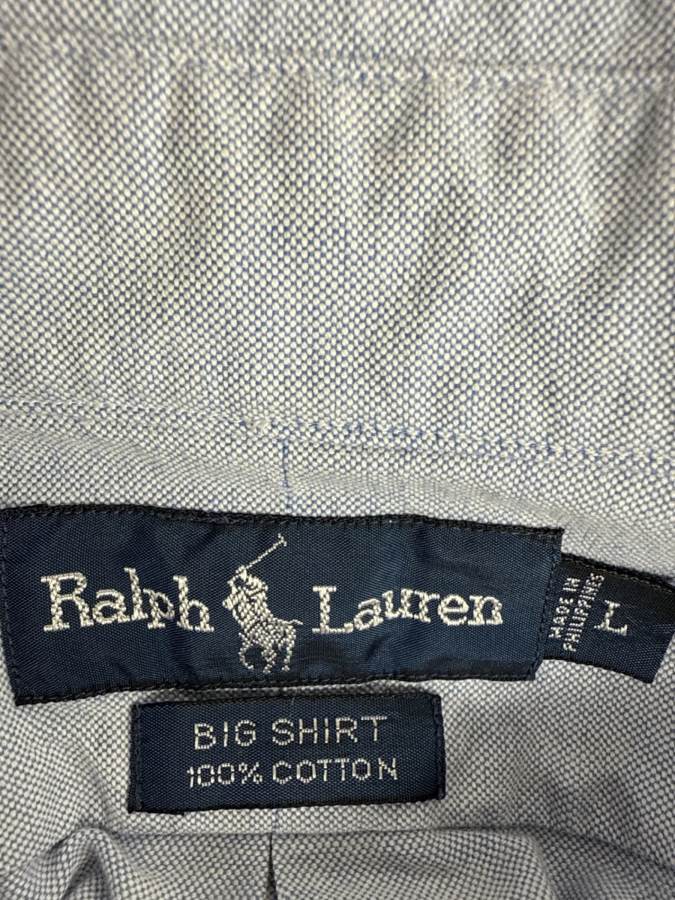 Ralph Lauren
MADE IN
PHILIPPINES
L
BIG SHIRT
100% COTTON